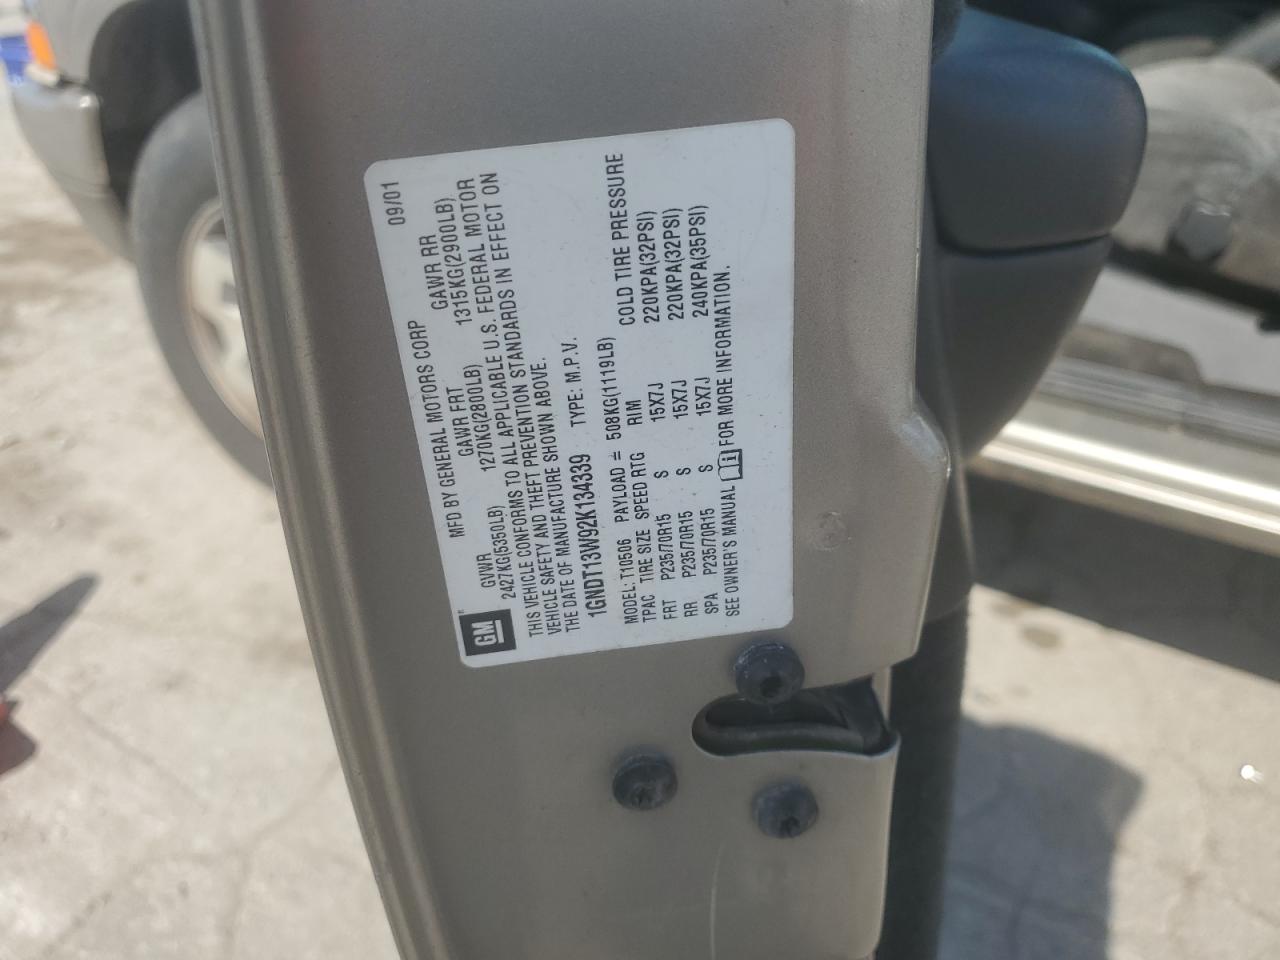 09/01
MFD BY GENERAL MOTORS CORP
GVWR GAWR FRT GAWR RR
2427KG(5350LB) 1270KG(2800LB) 1315KG(2900LB)
THIS VEHICLE CONFORMS TO ALL APPLICABLE U.S. FEDERAL MOTOR
VEHICLE SAFETY AND THEFT PREVENTION STANDARDS IN EFFECT ON
THE DATE OF MANUFACTURE SHOWN ABOVE.
GM
1GNDT13W92K134339 TYPE: M.P.V.
MODEL: T10506 PAYLOAD = 508KG(1119LB)
TPAC TIRE SIZE SPEED RTG RIM COLD TIRE PRESSURE
FRT P235/70R15 S 15X7J 220KPA(32PSI)
RR P235/70R15 S 15X7J 220KPA(32PSI)
SPA P235/70R15 S 15X7J 240KPA(35PSI)
SEE OWNER'S MANUAL FOR MORE INFORMATION.